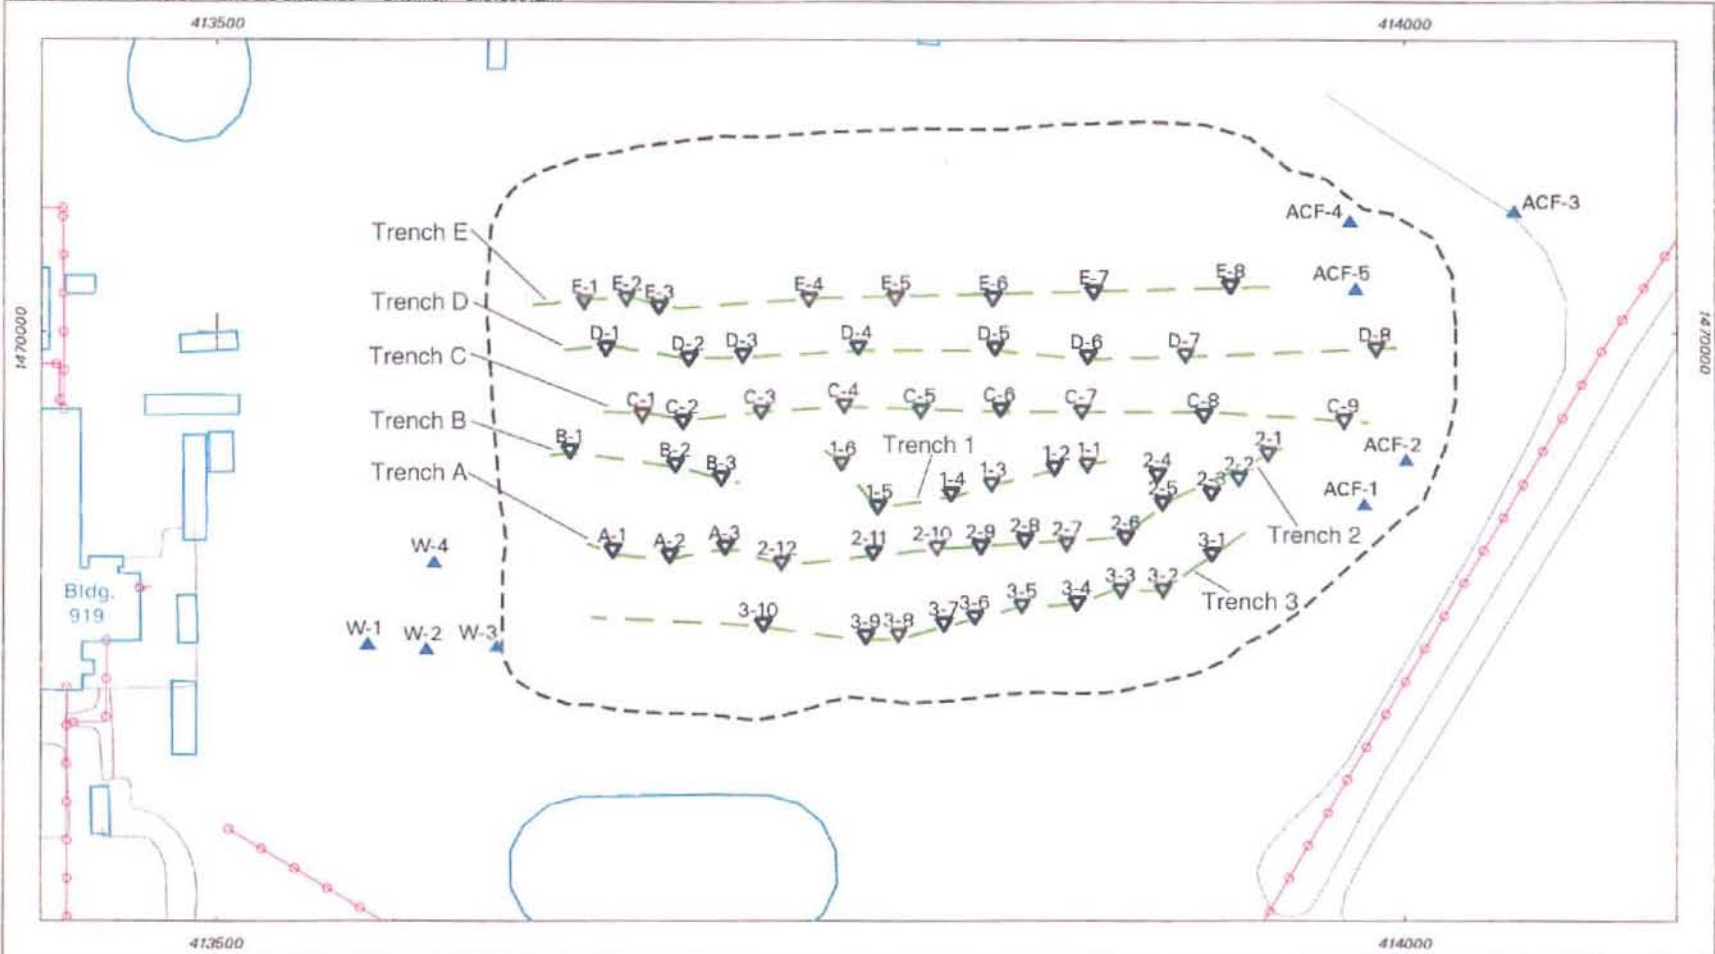 413500 414000
ACF-4 ACF-3
Trench E
E-1 E-2 E-3 E-4 E-5 E-6 E-7 E-8 ACF-5
Trench D
D-1 D-2 D-3 D-4 D-5 D-6 D-7 D-8
1470000 1470000
Trench C
C-1 C-2 C-3 C-4 C-5 C-6 C-7 C-8 C-9
Trench B
B-1 B-2 B-3 1-6 Trench 1 1-5 1-4 1-3 1-2 1-1 2-4 2-5 2-3 2-2 2-1 ACF-2
Trench A
ACF-1
A-1 A-2 A-3 2-12 2-11 2-10 2-9 2-8 2-7 2-6 3-1 Trench 2
W-4
Bldg.
919
3-10 3-9 3-8 3-7 3-6 3-5 3-4 3-3 3-2 Trench 3
W-1 W-2 W-3
413500 414000